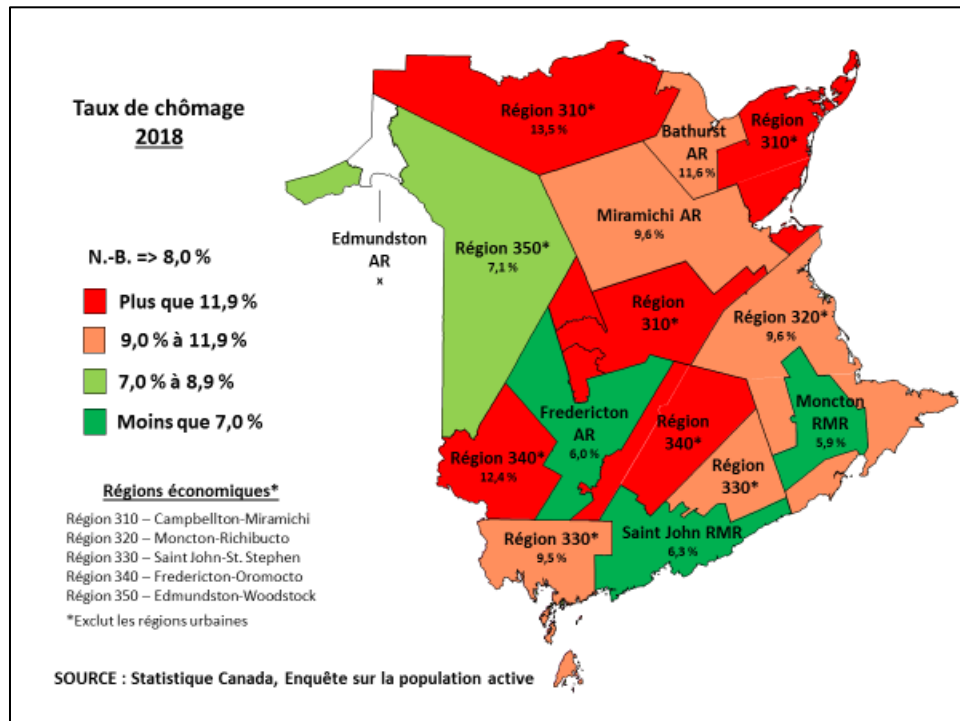 Taux de chômage
2018
N.-B. => 8,0 %
Plus que 11,9 %
9,0 % à 11,9 %
7,0 % à 8,9 %
Moins que 7,0 %
Régions économiques*
Région 310 – Campbellton-Miramichi
Région 320 – Moncton-Richibucto
Région 330 – Saint John-St. Stephen
Région 340 – Fredericton-Oromocto
Région 350 – Edmundston-Woodstock
*Exclut les régions urbaines
SOURCE : Statistique Canada, Enquête sur la population active
Région 310*
13,5 %
Bathurst
AR
11,6 %
Région
310*
Miramichi AR
9,6 %
Edmundston
AR
x
Région 350*
7,1 %
Région
310*
Région 320*
9,6 %
Moncton
RMR
5,9 %
Fredericton
AR
6,0 %
Région
340*
Région 340*
12,4 %
Région
330*
Saint John RMR
6,3 %
Région 330*
9,5 %